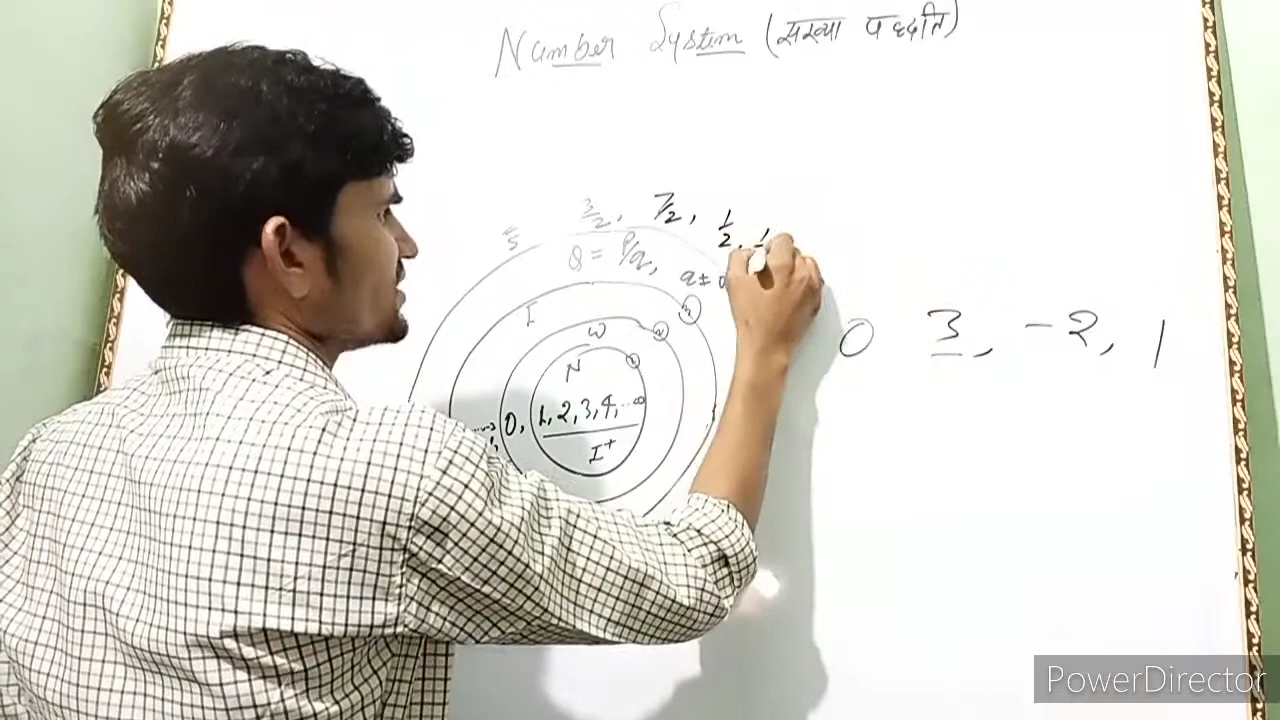 Number System (संख्या पद्धति)
3/2, 7/2, 1/2, 1
Q = P/q, q ± 0
I
0 3, -2, 1
W
N
0, 1, 2, 3, 4, ...∞
I⁺
PowerDirector